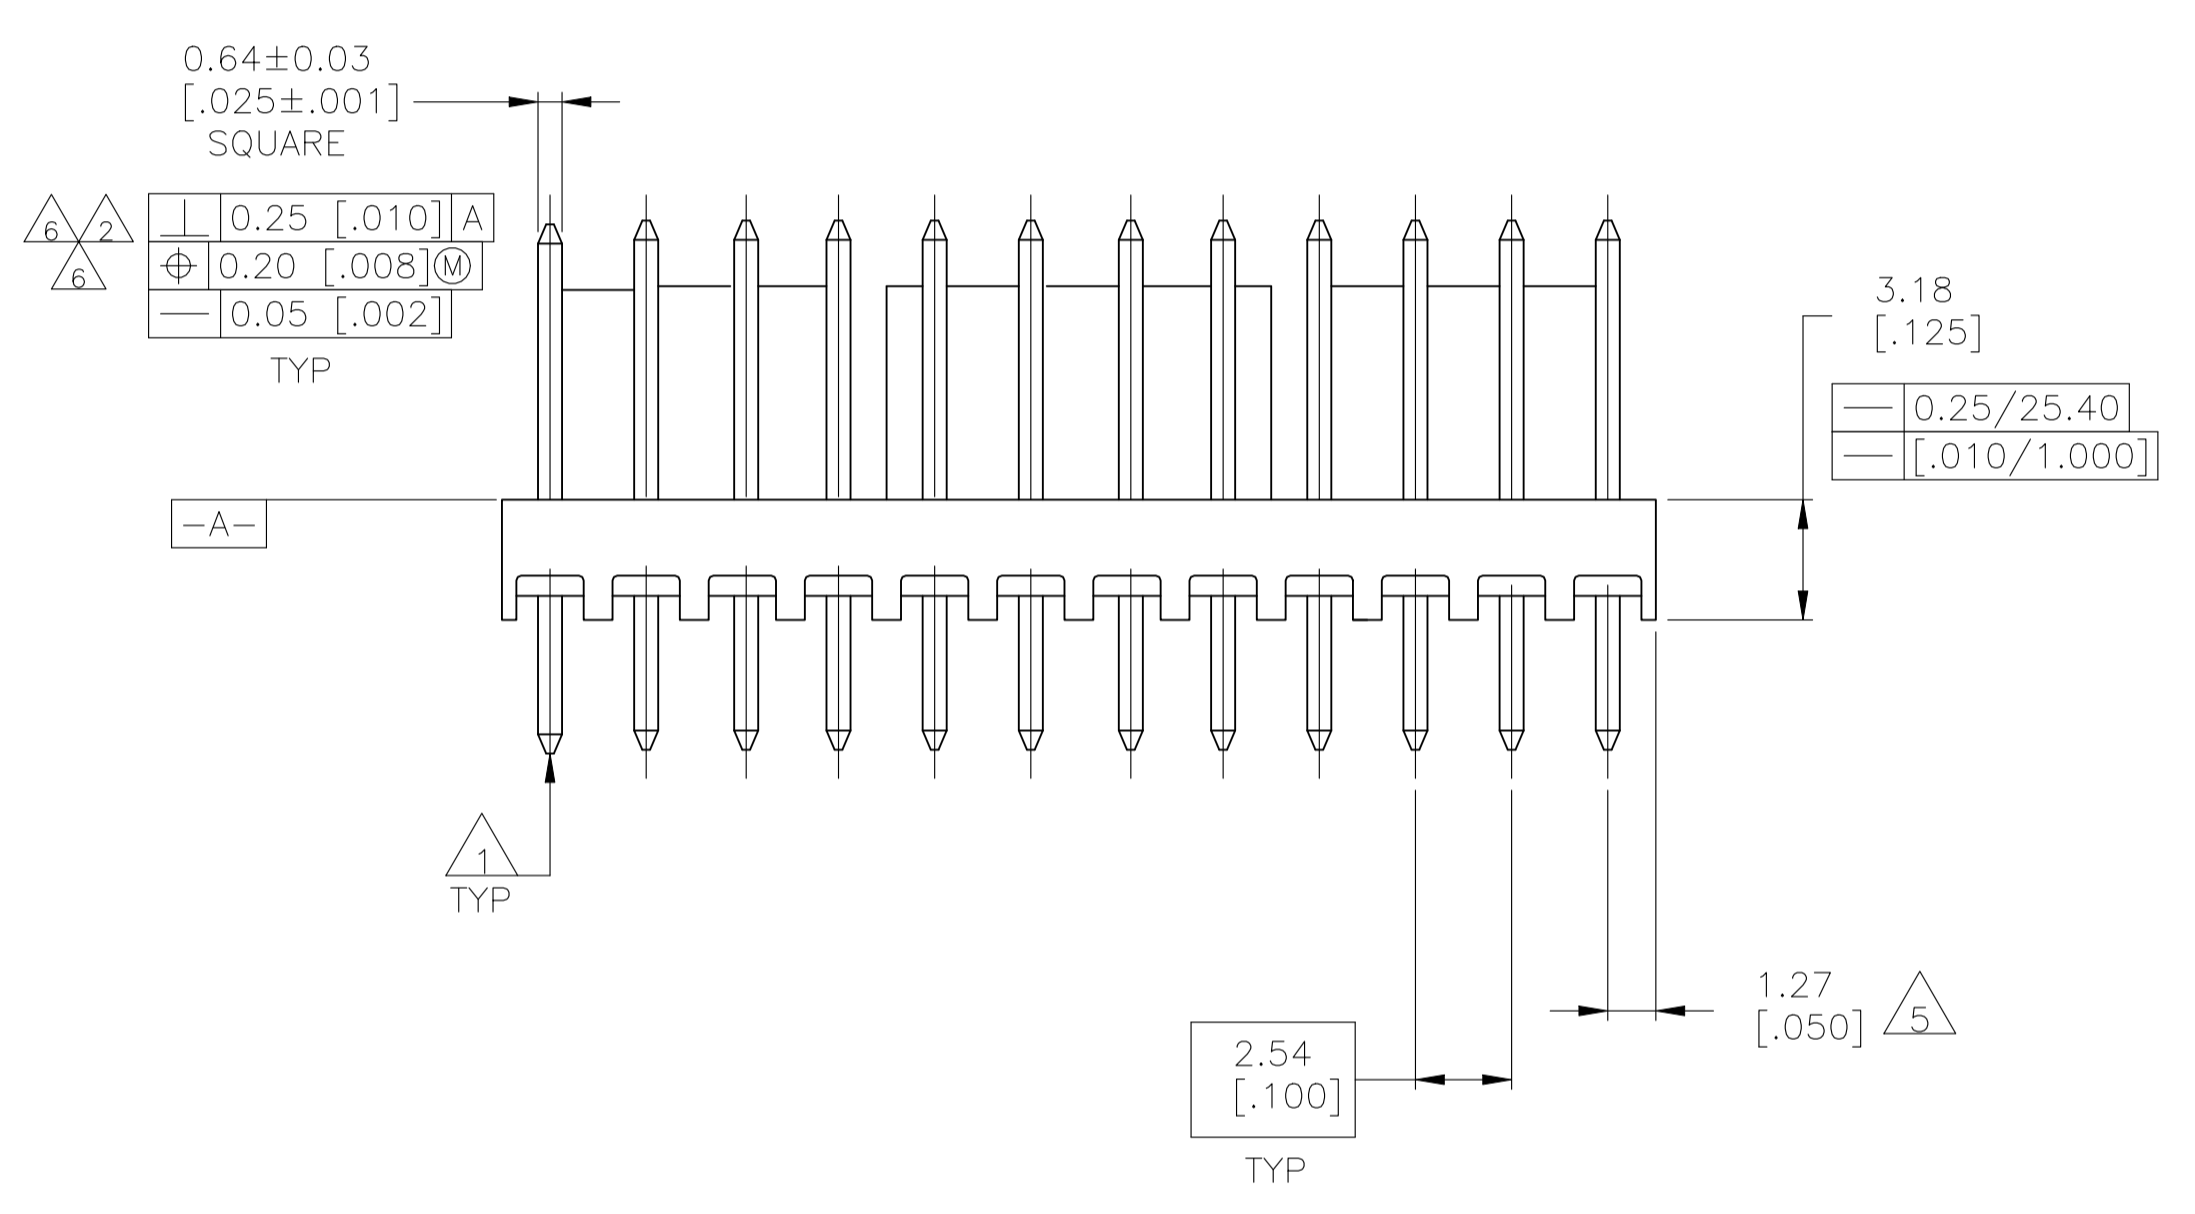 0.64±0.03
[.025±.001]
SQUARE
6 2 ⊥ 0.25 [.010] A
6 ⌖ 0.20 [.008] Ⓜ
— 0.05 [.002]
TYP
3.18
[.125]
— 0.25/25.40
— [.010/1.000]
-A-
1
TYP
1.27
[.050] 5
2.54
[.100]
TYP